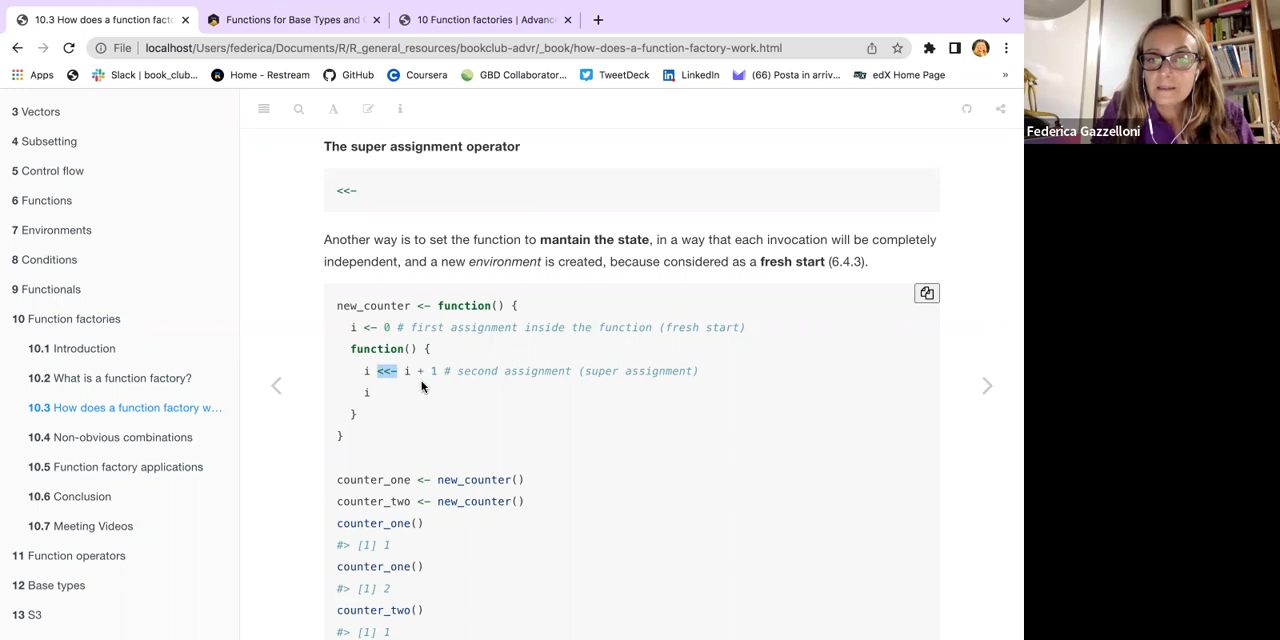 10.3 How does a function facto
Functions for Base Types and
10 Function factories | Advanc
File
localhost/Users/federica/Documents/R/R_general_resources/bookclub-advr/_book/how-does-a-function-factory-work.html
Apps
Slack | book_club...
Home - Restream
GitHub
Coursera
GBD Collaborator...
TweetDeck
LinkedIn
(66) Posta in arriv...
edX Home Page
»
3 Vectors
4 Subsetting
5 Control flow
6 Functions
7 Environments
8 Conditions
9 Functionals
10 Function factories
10.1 Introduction
10.2 What is a function factory?
10.3 How does a function factory w...
10.4 Non-obvious combinations
10.5 Function factory applications
10.6 Conclusion
10.7 Meeting Videos
11 Function operators
12 Base types
13 S3
A
The super assignment operator
<<-
Another way is to set the function to mantain the state, in a way that each invocation will be completely
independent, and a new environment is created, because considered as a fresh start (6.4.3).
new_counter <- function() {
i <- 0 # first assignment inside the function (fresh start)
function() {
i <<- i + 1 # second assignment (super assignment)
i
}
}
counter_one <- new_counter()
counter_two <- new_counter()
counter_one()
#> [1] 1
counter_one()
#> [1] 2
counter_two()
#> [1] 1
Federica Gazzelloni